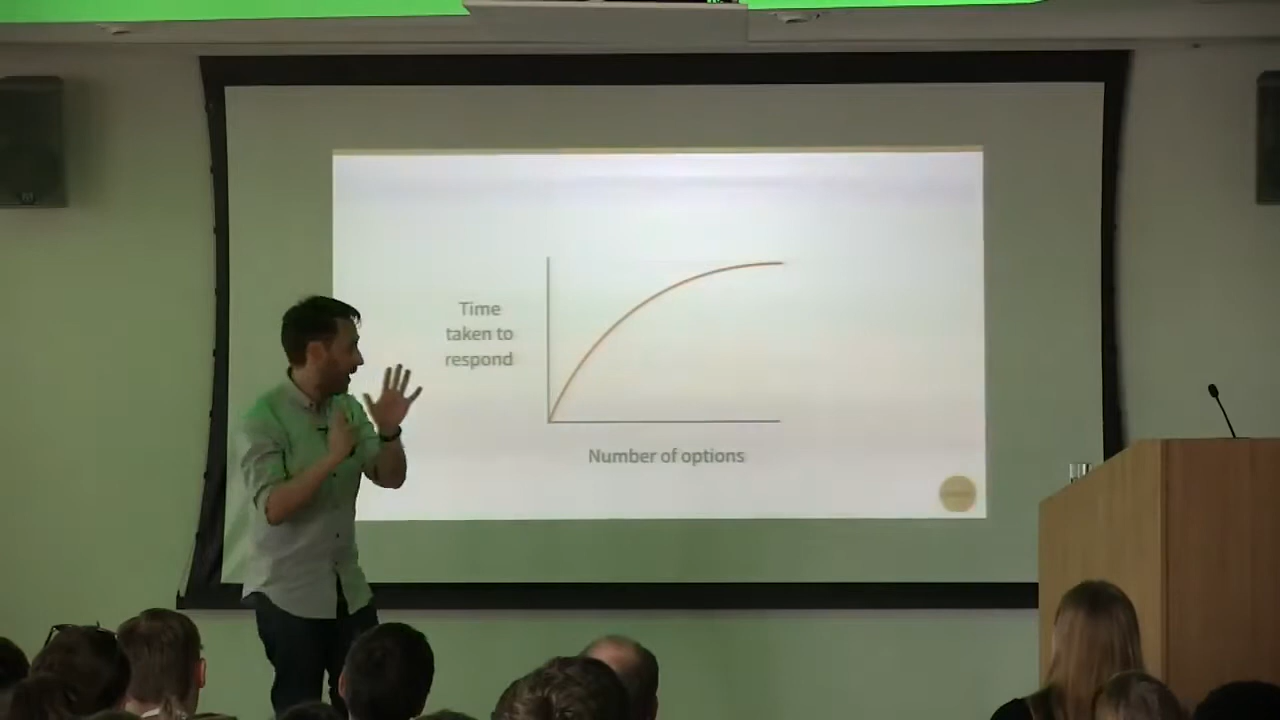 Time
taken to
respond
Number of options